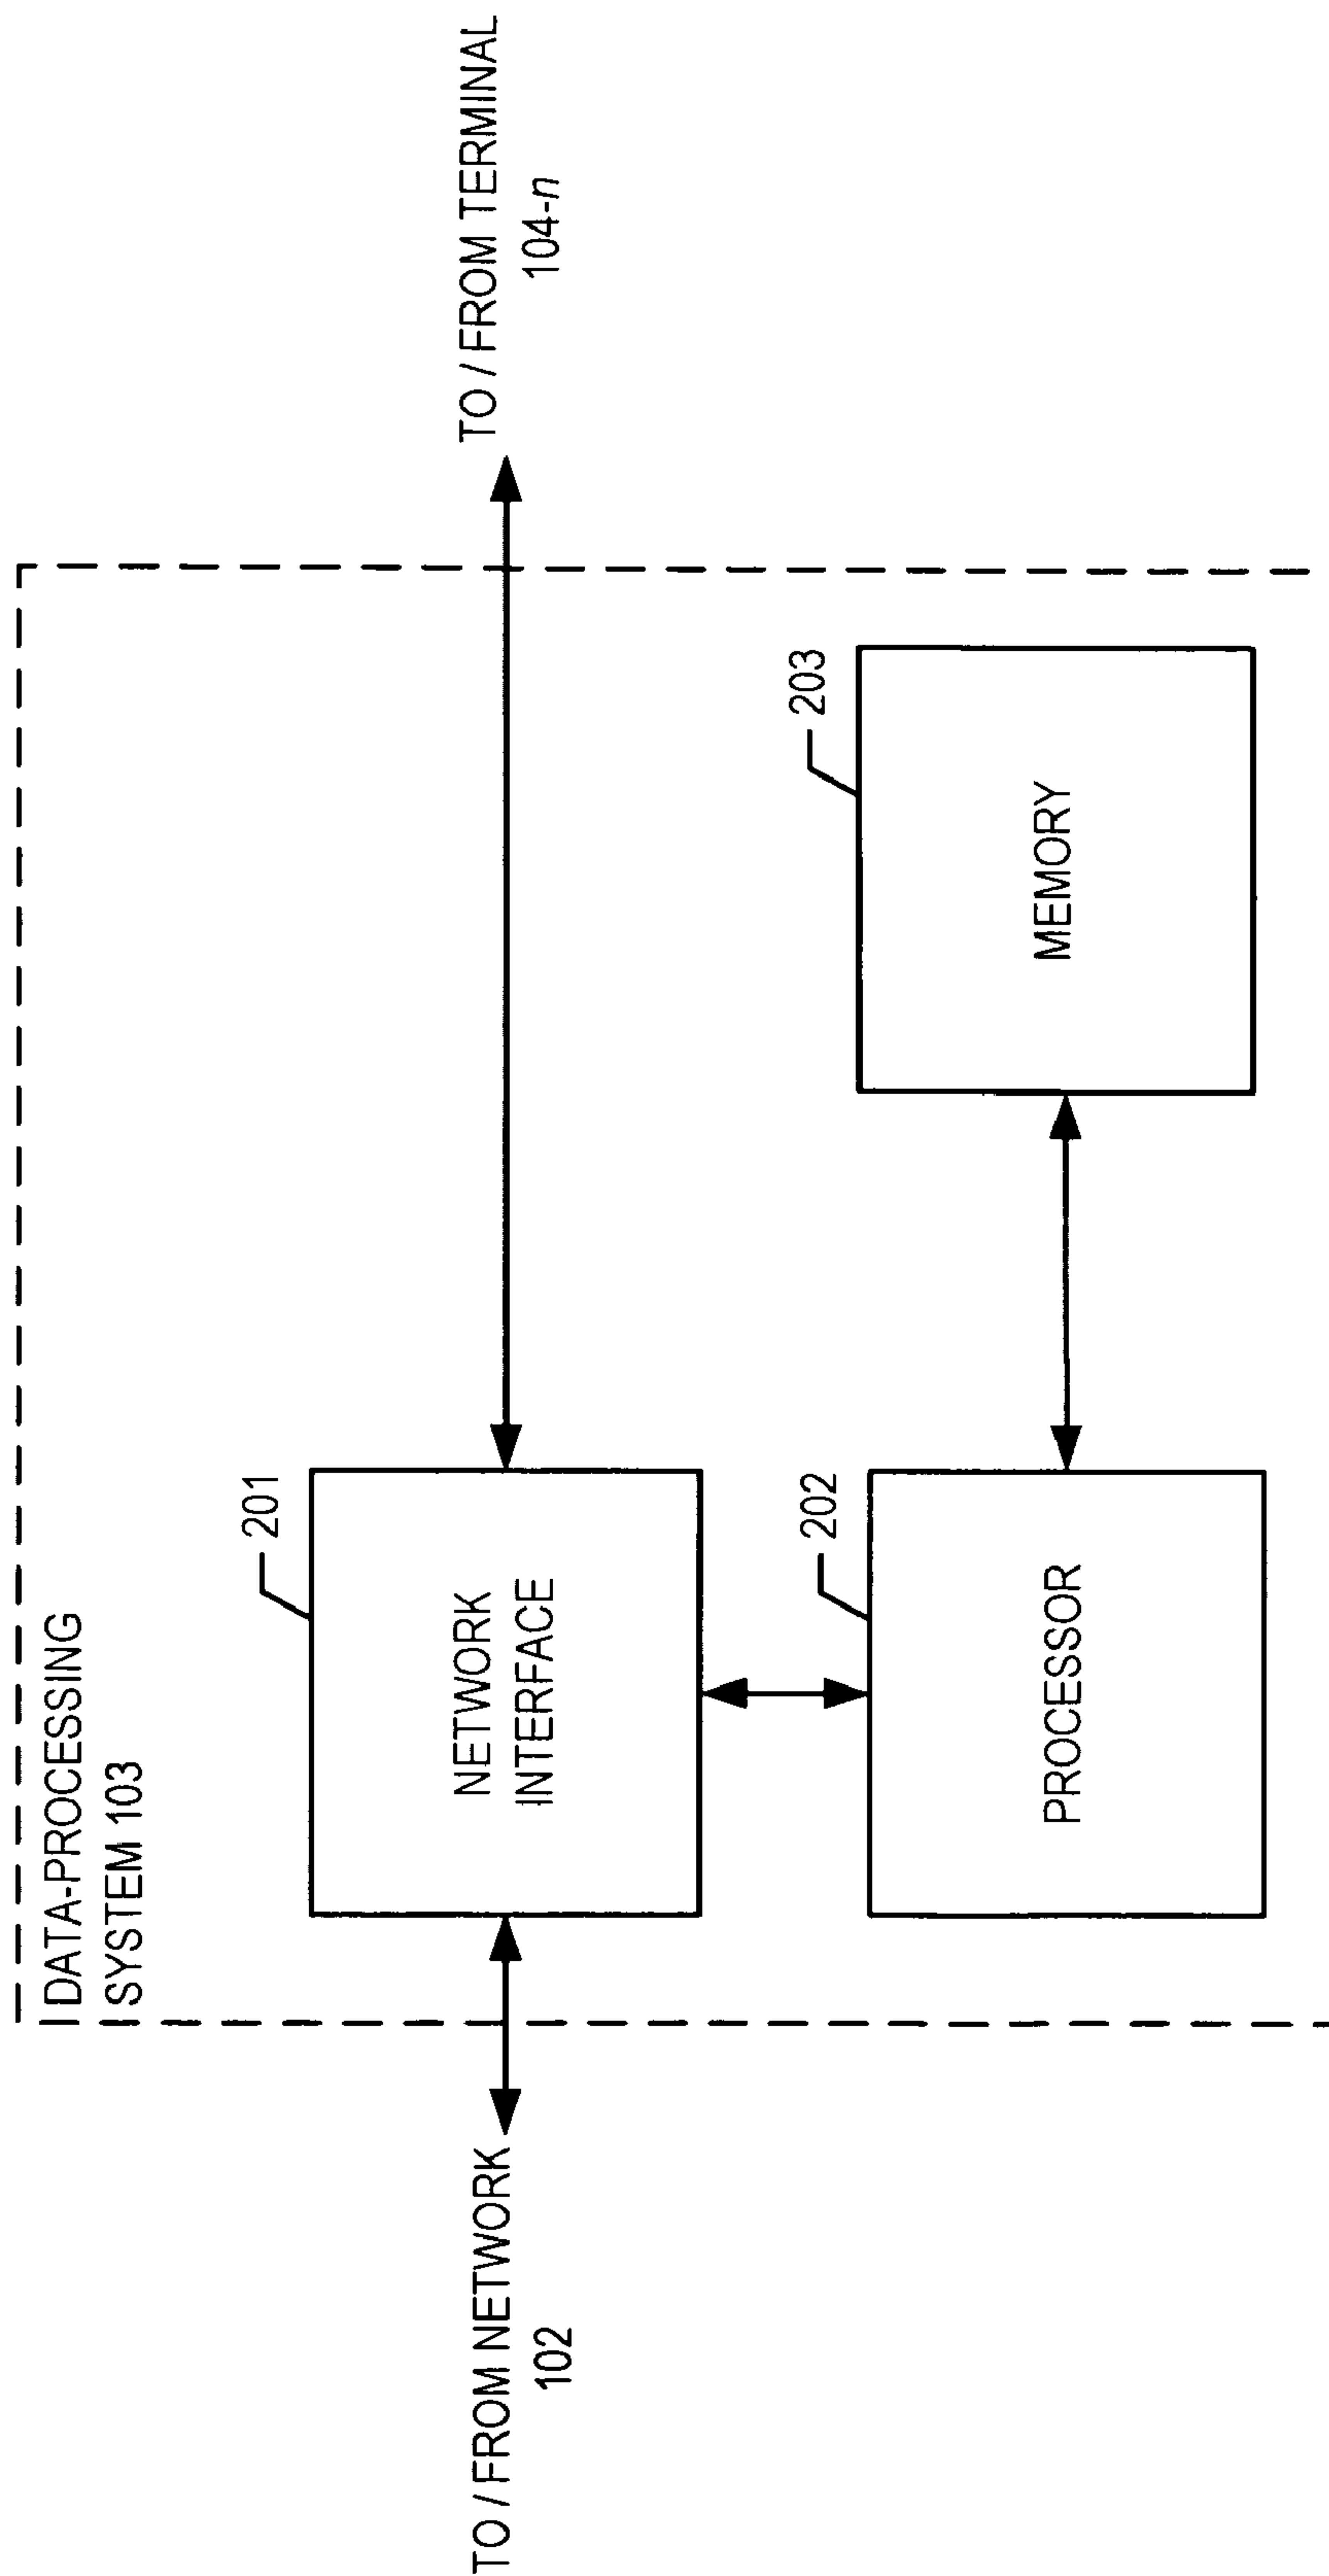 DATA-PROCESSING
SYSTEM 103
TO / FROM NETWORK
102
201
NETWORK
INTERFACE
TO / FROM TERMINAL
104-n
202
PROCESSOR
203
MEMORY